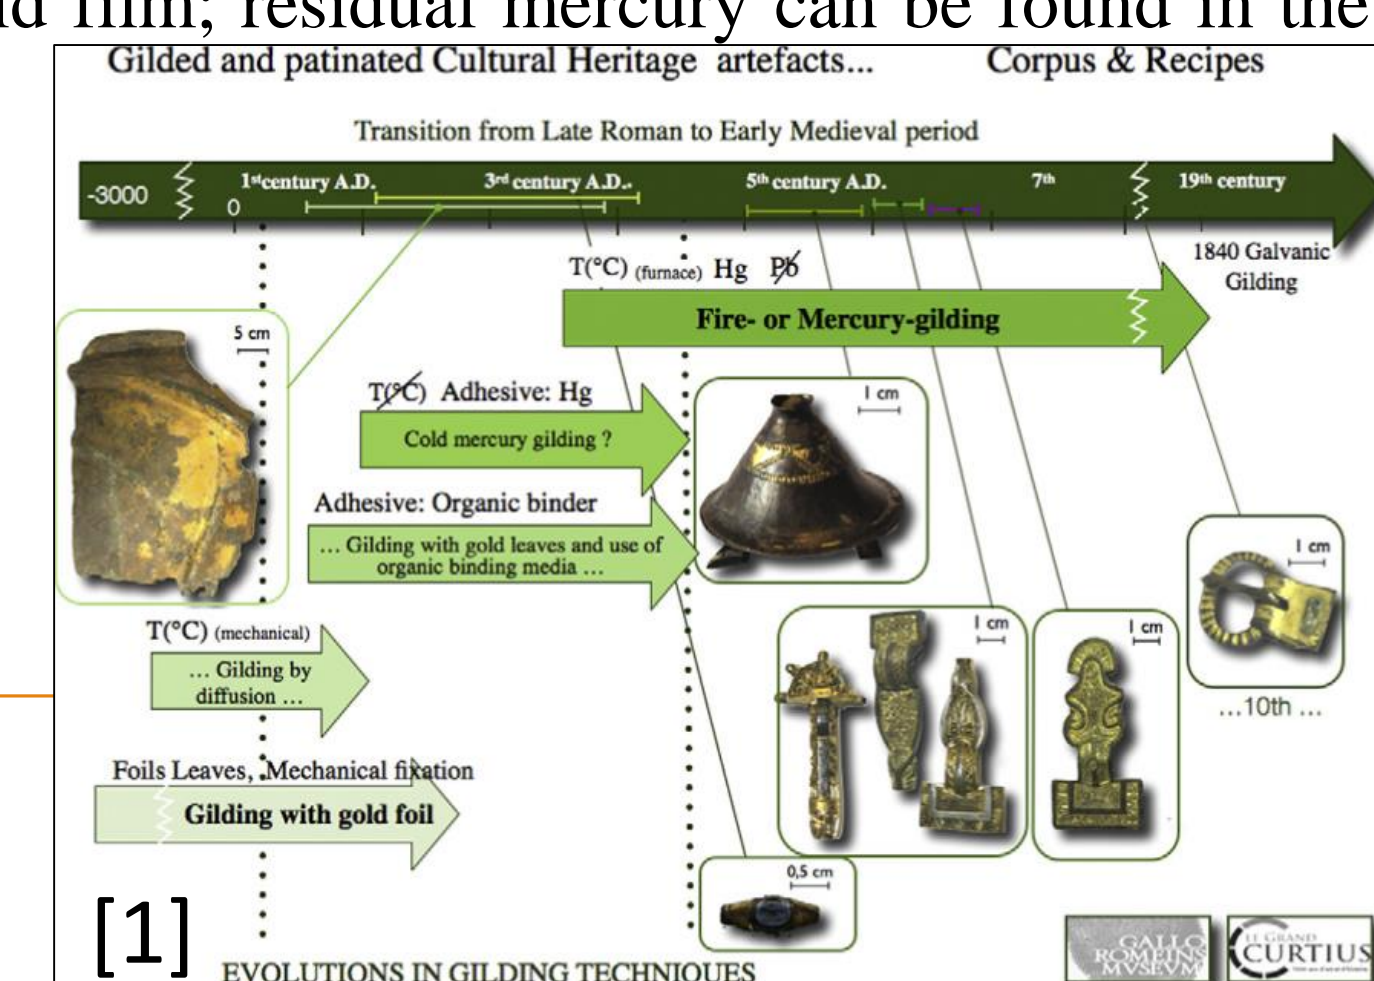 ld film; residual mercury can be found in the
Gilded and patinated Cultural Heritage artefacts... Corpus & Recipes
Transition from Late Roman to Early Medieval period
-3000 1st century A.D. 3rd century A.D.. 5th century A.D. 7th 19th century
0
1840 Galvanic
Gilding
T(°C) (furnace) Hg Pb
Fire- or Mercury-gilding
5 cm
T(°C) Adhesive: Hg
Cold mercury gilding ?
1 cm
Adhesive: Organic binder
... Gilding with gold leaves and use of
organic binding media ...
1 cm
T(°C) (mechanical)
... Gilding by
diffusion ...
1 cm
1 cm
...10th ...
Foils Leaves, Mechanical fixation
Gilding with gold foil
0,5 cm
[1]
GALLO
ROMEINS
MVSEVM
LE GRAND
CURTIUS
EVOLUTIONS IN GILDING TECHNIQUES